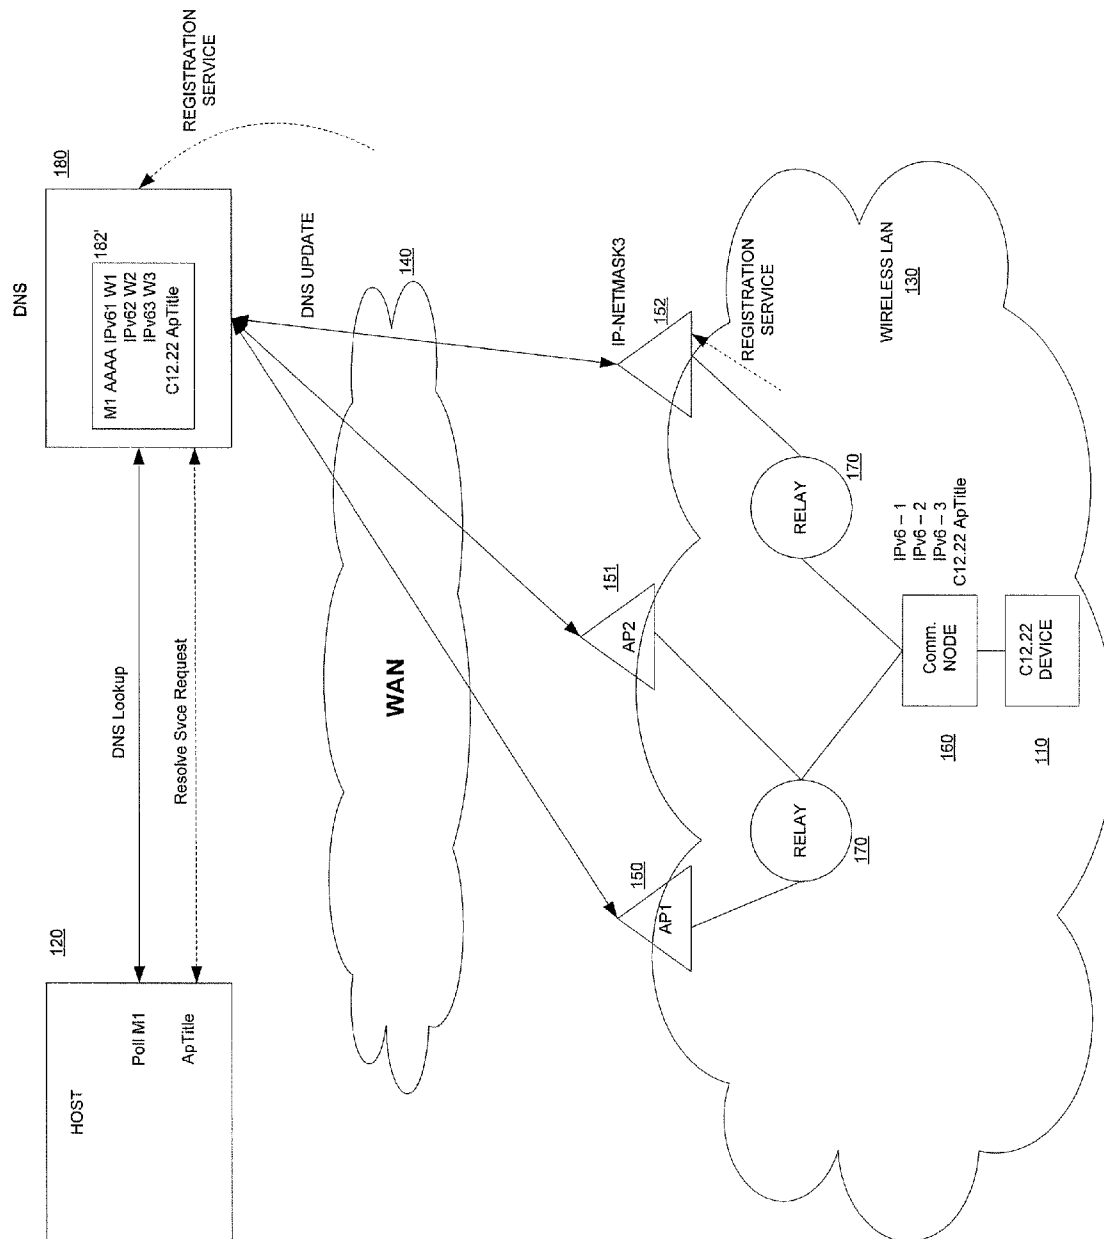 HOST
Poll M1
ApTitle
120
DNS Lookup
Resolve Svce Request
DNS
182'
M1 AAAA IPv61 W1
IPv62 W2
IPv63 W3
C12.22 ApTitle
180
REGISTRATION
SERVICE
WAN
140
DNS UPDATE
AP1
150
AP2
151
IP-NETMASK3
152
REGISTRATION
SERVICE
RELAY
170
RELAY
170
WIRELESS LAN
130
Comm.
NODE
160
IPv6 – 1
IPv6 – 2
IPv6 – 3
C12.22 ApTitle
C12.22
DEVICE
110